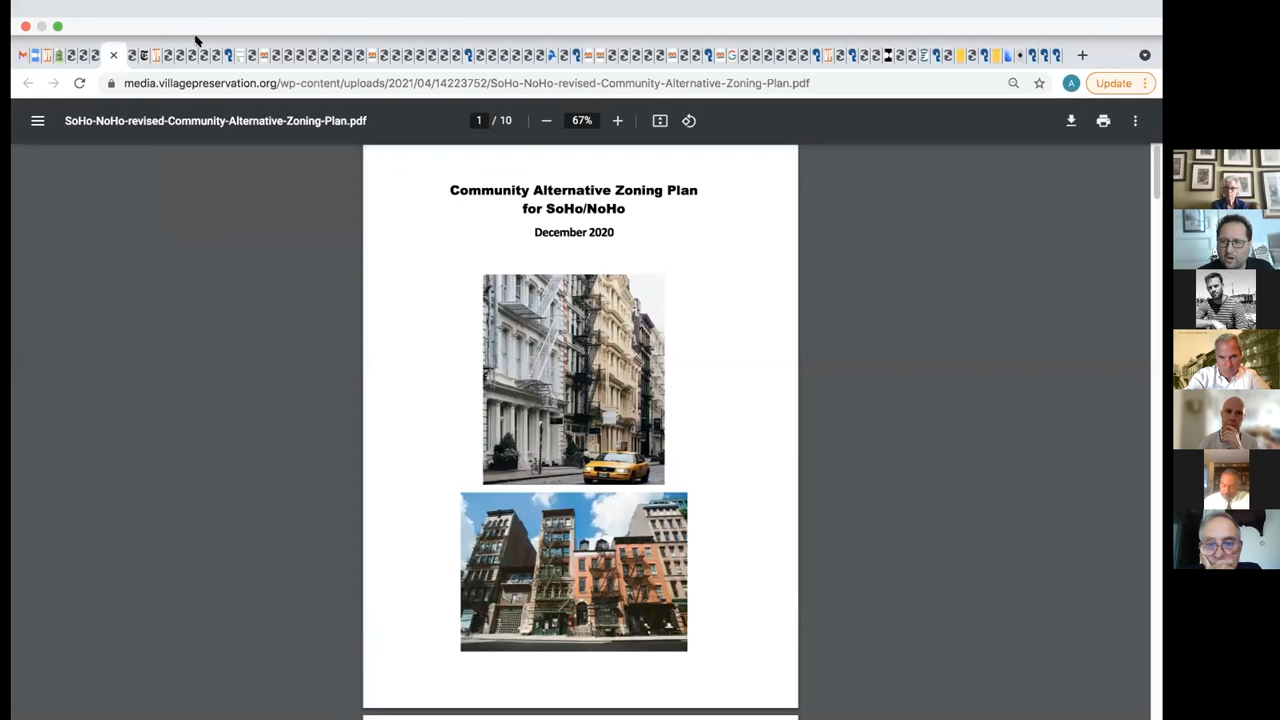 media.villagepreservation.org/wp-content/uploads/2021/04/14223752/SoHo-NoHo-revised-Community-Alternative-Zoning-Plan.pdf
A
Update
SoHo-NoHo-revised-Community-Alternative-Zoning-Plan.pdf
1 / 10
67%
Community Alternative Zoning Plan
for SoHo/NoHo
December 2020